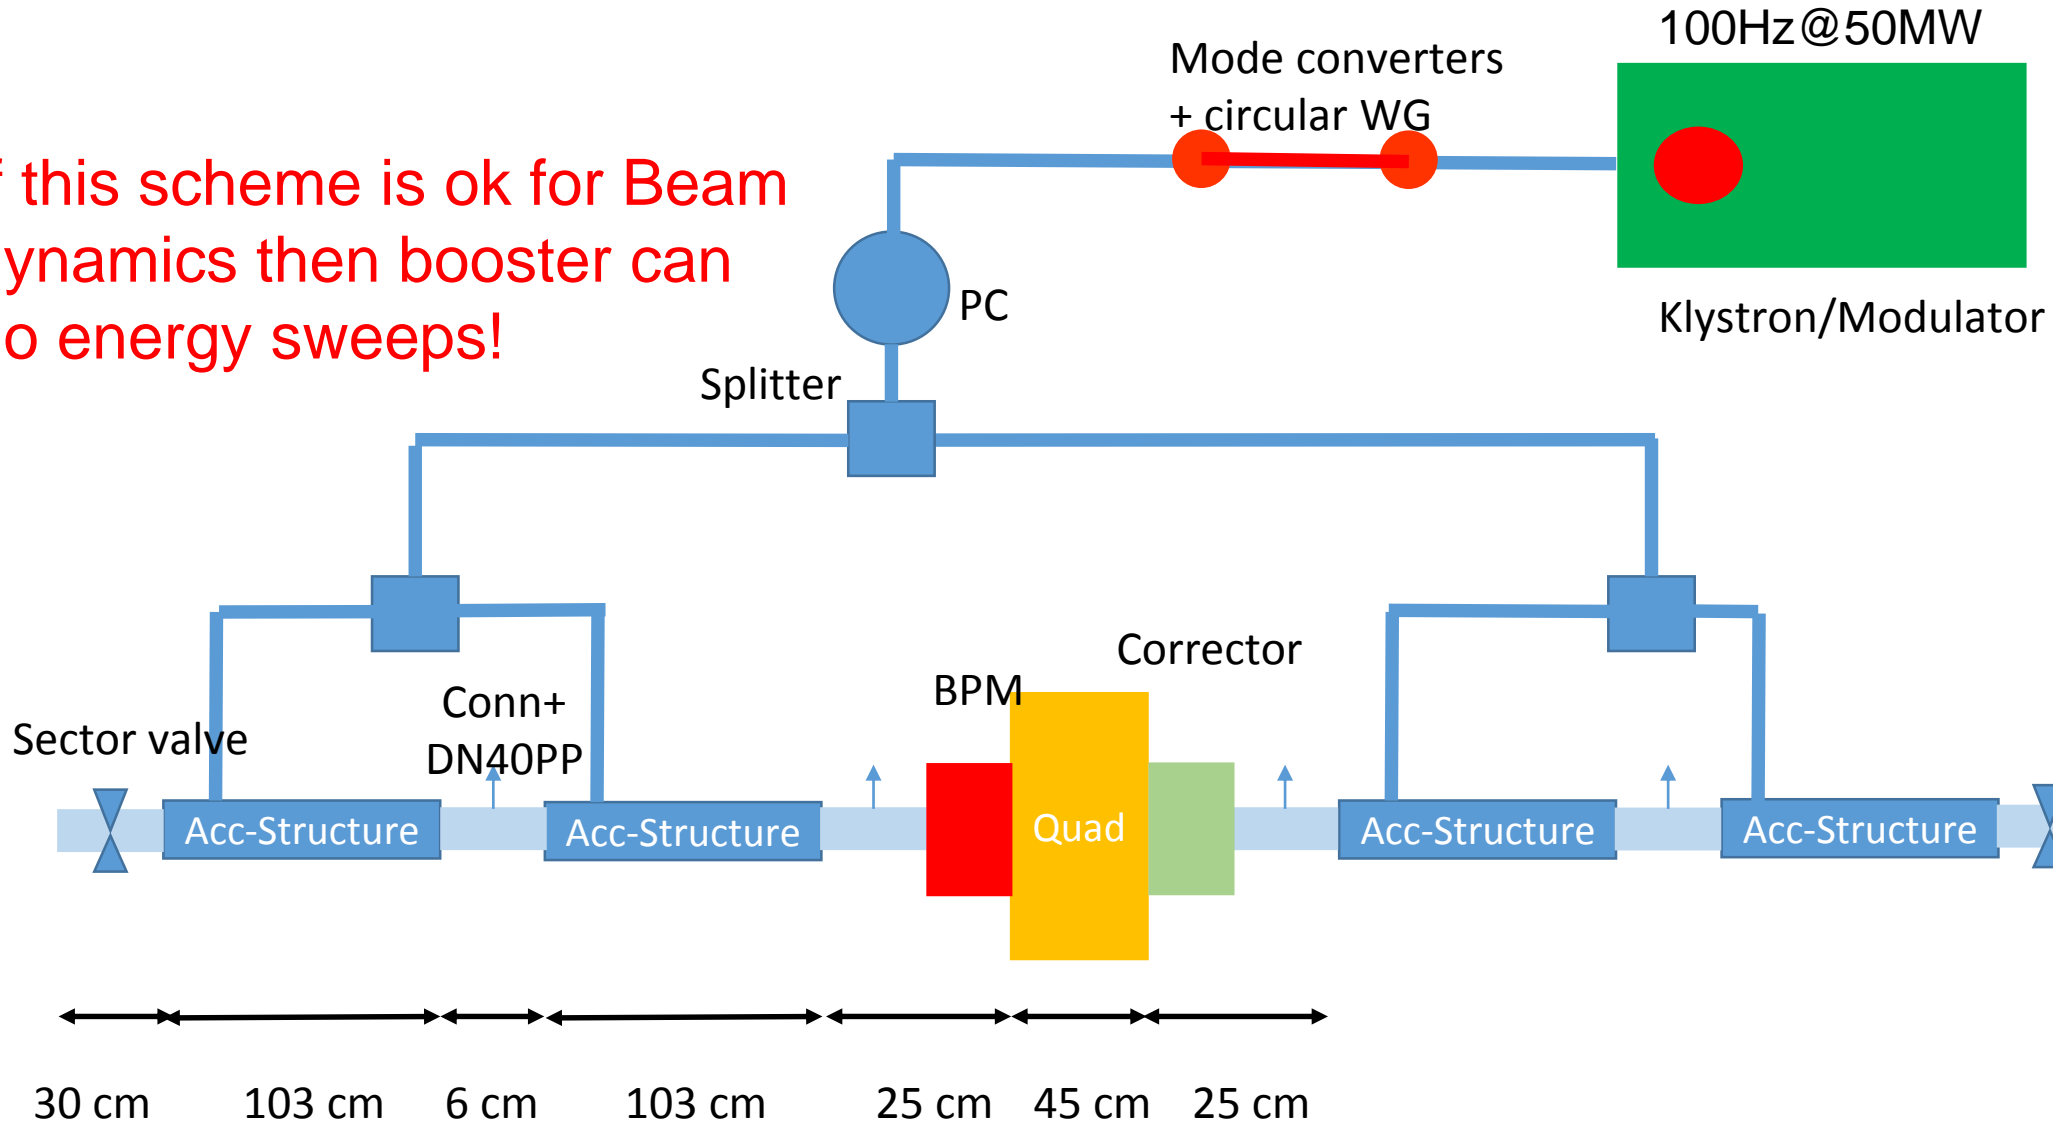 100Hz@50MW
Mode converters
+ circular WG
this scheme is ok for Beam
ynamics then booster can
o energy sweeps!
PC
Klystron/Modulator
Splitter
Corrector
BPM
Conn+
DN40PP
Sector valve
Acc-Structure
Acc-Structure
Quad
Acc-Structure
Acc-Structure
30 cm 103 cm 6 cm 103 cm 25 cm 45 cm 25 cm